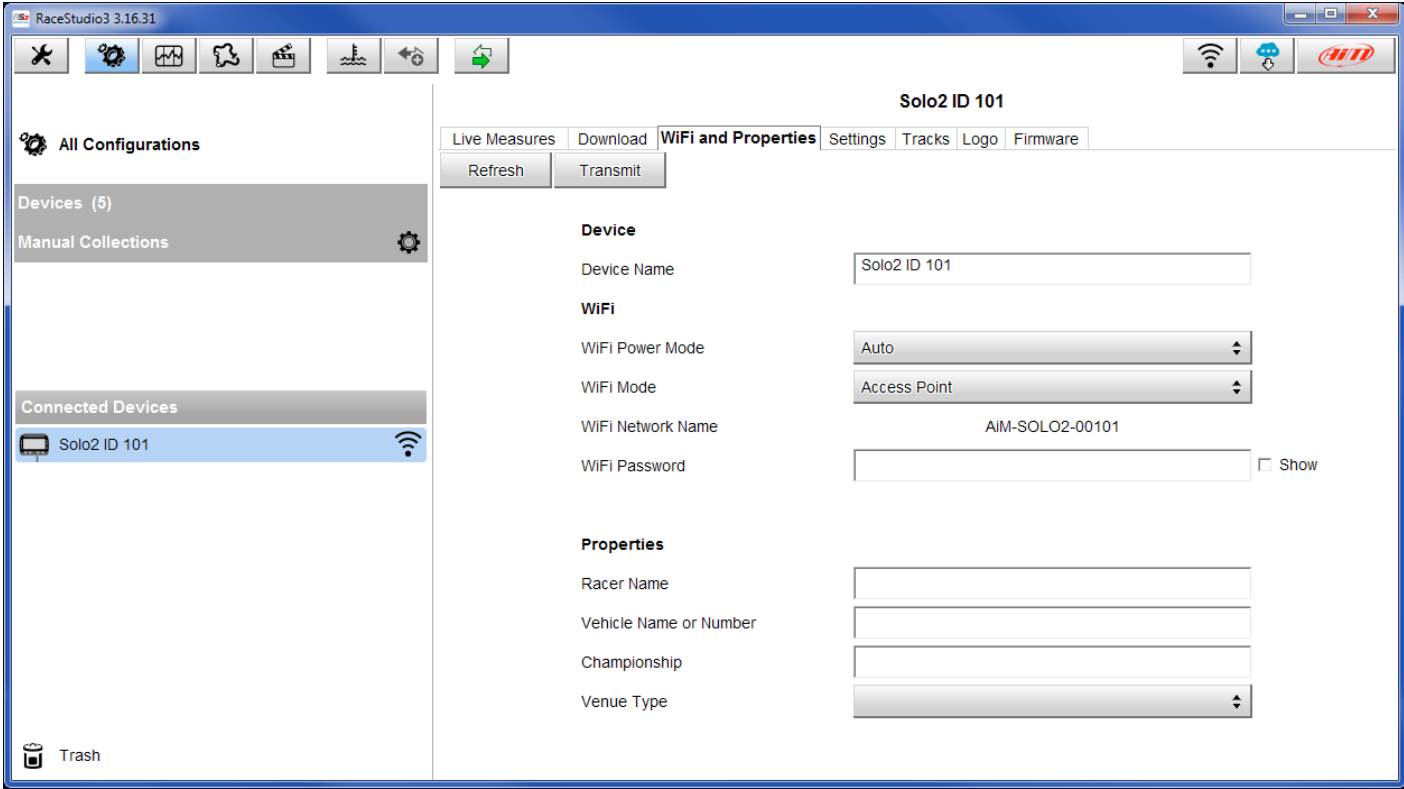 RaceStudio3 3.16.31
AiM
Solo2 ID 101
All Configurations
Live Measures Download WiFi and Properties Settings Tracks Logo Firmware
Refresh Transmit
Devices (5)
Manual Collections
Device
Device Name Solo2 ID 101
WiFi
WiFi Power Mode Auto
WiFi Mode Access Point
Connected Devices
WiFi Network Name AiM-SOLO2-00101
Solo2 ID 101
WiFi Password Show
Properties
Racer Name
Vehicle Name or Number
Championship
Venue Type
Trash